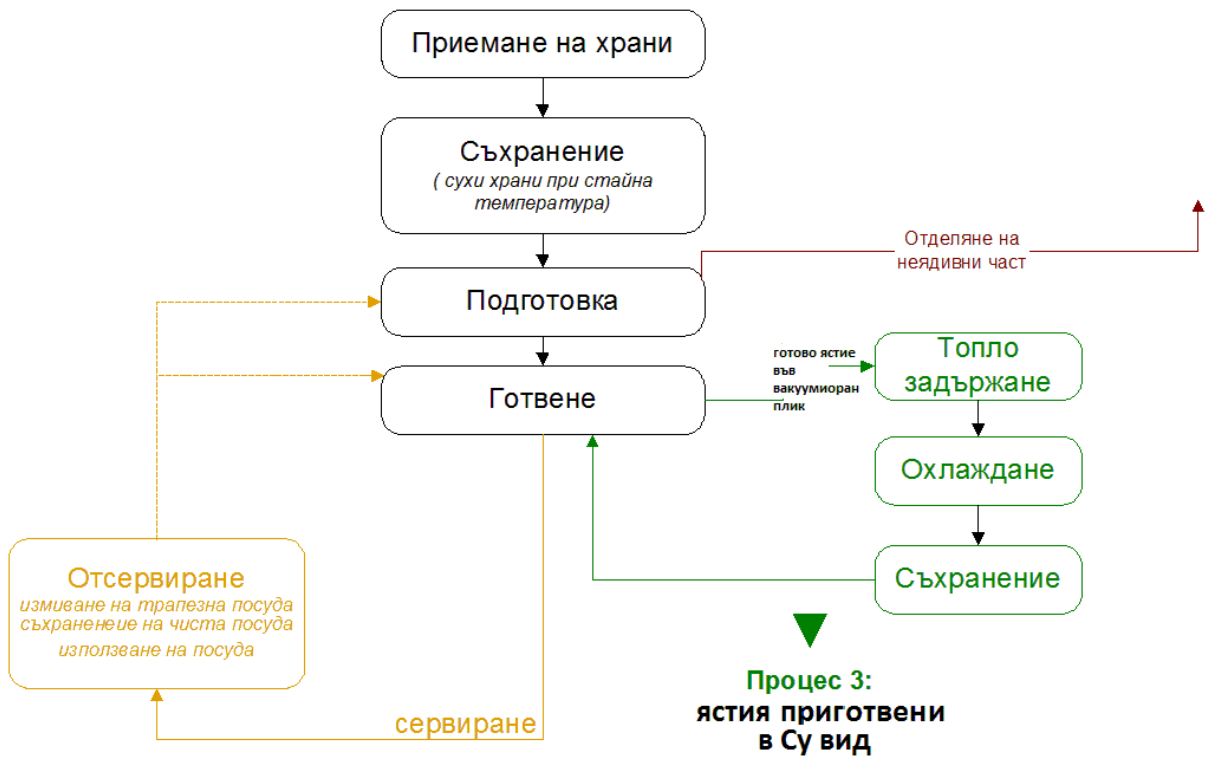 Приемане на храни
Съхранение
( сухи храни при стайна
температура)
Отделяне на
неядивни част
Подготовка
готово ястие
във
вакуумиоран
плик
Топло
задържане
Готвене
Охлаждане
Съхранение
Отсервиране
измиване на трапезна посуда
съхраненеие на чиста посуда
използване на посуда
сервиране
Процес 3:
ястия приготвени
в Су вид